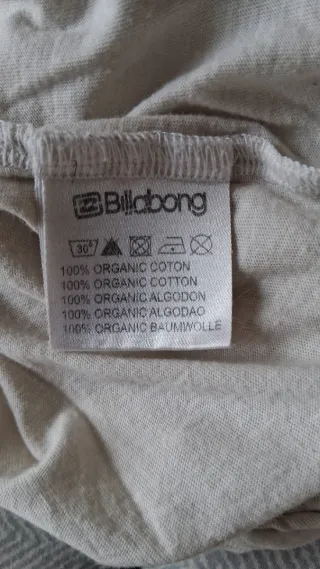 Billabong
30°
100% ORGANIC COTON
100% ORGANIC COTTON
100% ORGANIC ALGODON
100% ORGANIC ALGODAO
100% ORGANIC BAUMWOLLE